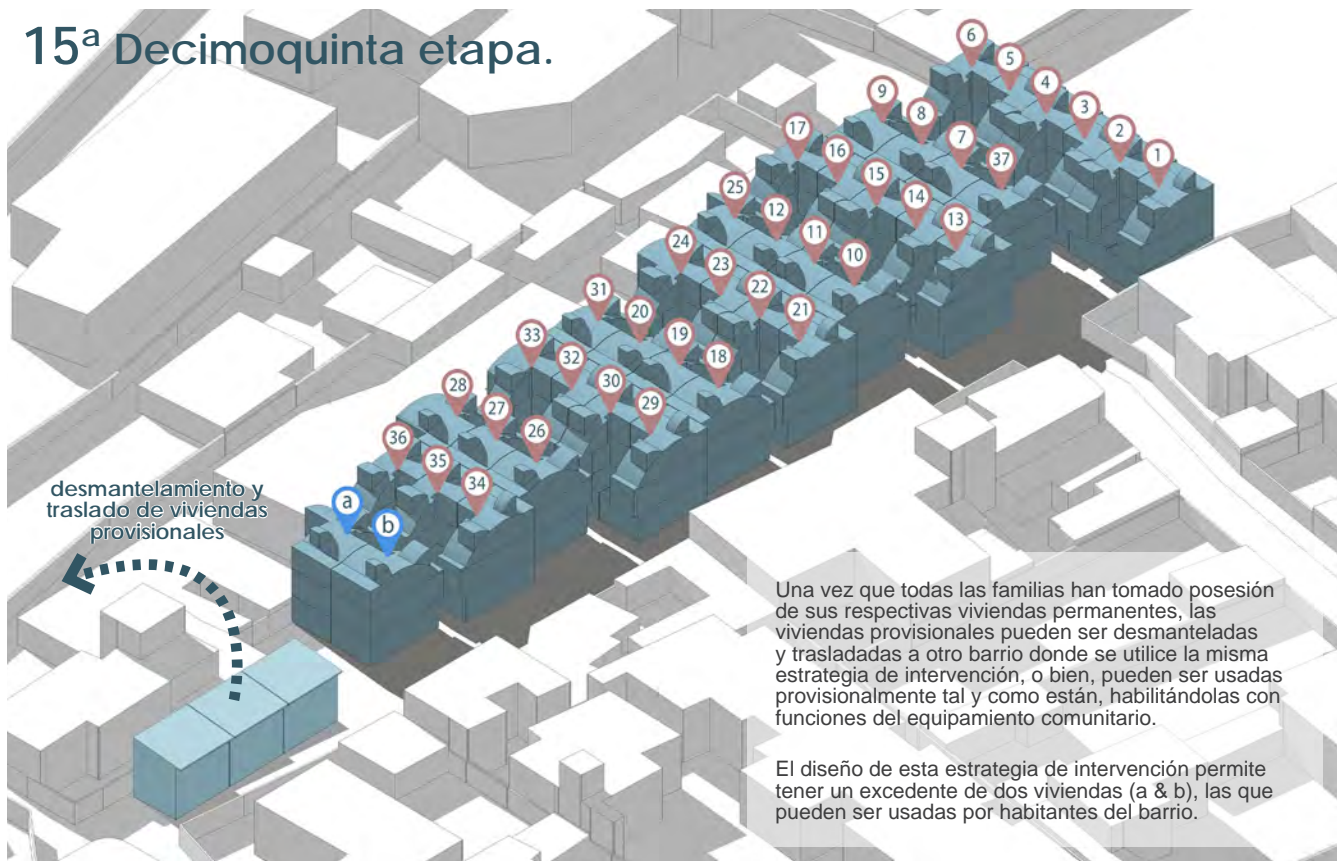 15ª Decimoquinta etapa.
6
5
4
3
2
1
9
8
7
37
17
16
15
14
13
25
12
11
10
24
23
22
21
31
20
19
18
33
32
30
29
28
27
26
36
35
34
a
b
desmantelamiento y
traslado de viviendas
provisionales
Una vez que todas las familias han tomado posesión
de sus respectivas viviendas permanentes, las
viviendas provisionales pueden ser desmanteladas
y trasladadas a otro barrio donde se utilice la misma
estrategia de intervención, o bien, pueden ser usadas
provisionalmente tal y como están, habilitándolas con
funciones del equipamiento comunitario.
El diseño de esta estrategia de intervención permite
tener un excedente de dos viviendas (a & b), las que
pueden ser usadas por habitantes del barrio.